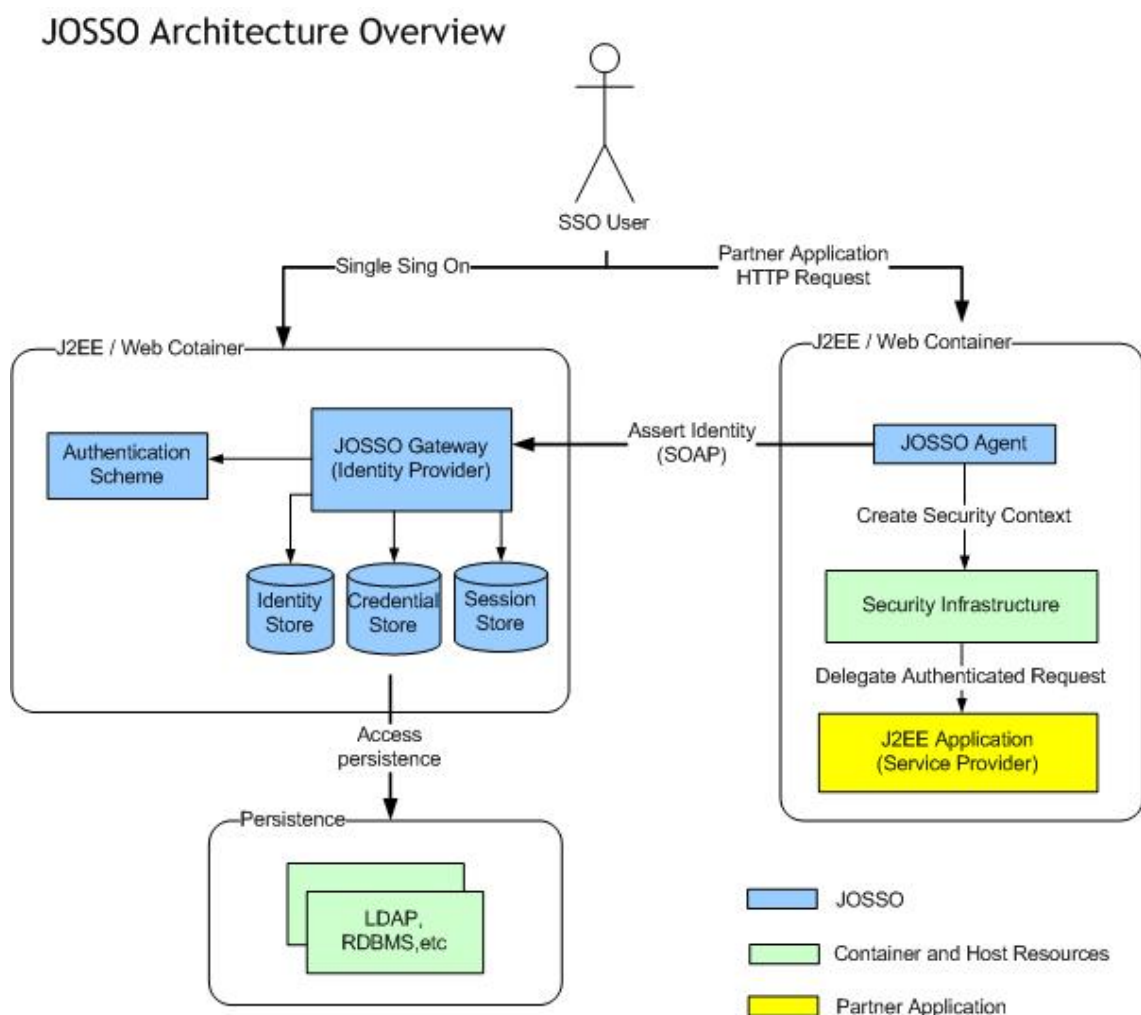 JOSSO Architecture Overview
SSO User
Single Sing On
Partner Application
HTTP Request
J2EE / Web Cotainer
J2EE / Web Container
Authentication
Scheme
JOSSO Gateway
(Identity Provider)
Assert Identity
(SOAP)
JOSSO Agent
Create Security Context
Identity
Store
Credential
Store
Session
Store
Security Infrastructure
Delegate Authenticated Request
Access
persistence
J2EE Application
(Service Provider)
Persistence
LDAP,
RDBMS,etc
JOSSO
Container and Host Resources
Partner Application